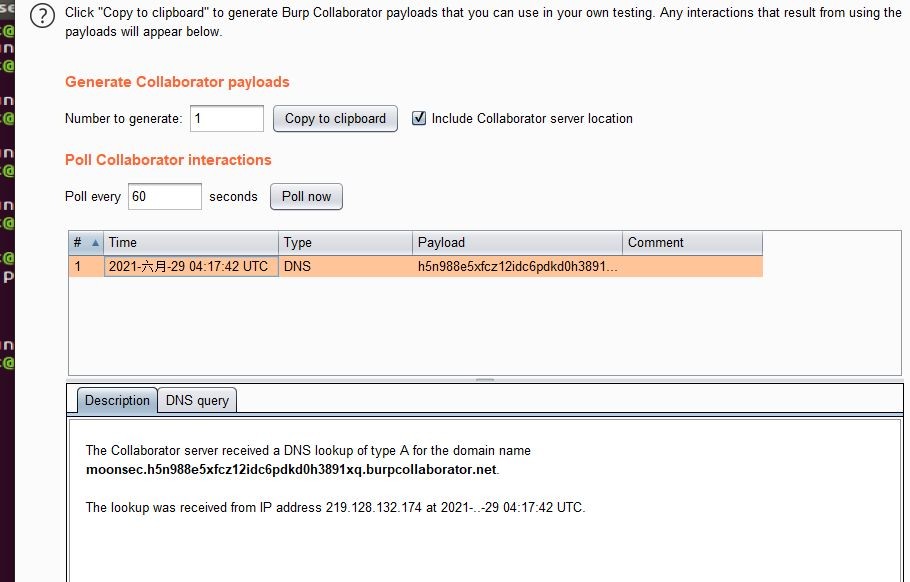 Click "Copy to clipboard" to generate Burp Collaborator payloads that you can use in your own testing. Any interactions that result from using the
payloads will appear below.
Generate Collaborator payloads
Number to generate: 1 Copy to clipboard Include Collaborator server location
Poll Collaborator interactions
Poll every 60 seconds Poll now
# Time Type Payload Comment
1 2021-六月-29 04:17:42 UTC DNS h5n988e5xfcz12idc6pdkd0h3891...
Description DNS query
The Collaborator server received a DNS lookup of type A for the domain name
moonsec.h5n988e5xfcz12idc6pdkd0h3891xq.burpcollaborator.net.
The lookup was received from IP address 219.128.132.174 at 2021-..-29 04:17:42 UTC.